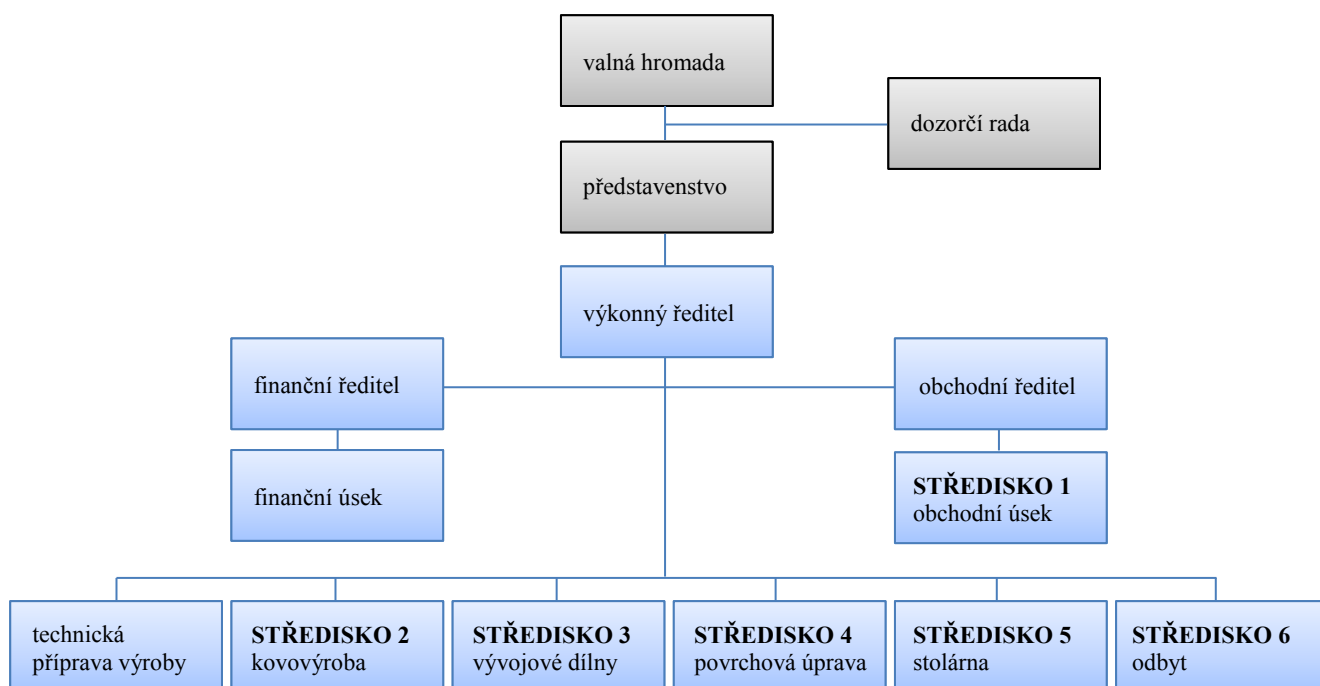 valná hromada
dozorčí rada
představenstvo
výkonný ředitel
finanční ředitel
obchodní ředitel
finanční úsek
STŘEDISKO 1
obchodní úsek
technická
příprava výroby
STŘEDISKO 2
kovovýroba
STŘEDISKO 3
vývojové dílny
STŘEDISKO 4
povrchová úprava
STŘEDISKO 5
stolárna
STŘEDISKO 6
odbyt